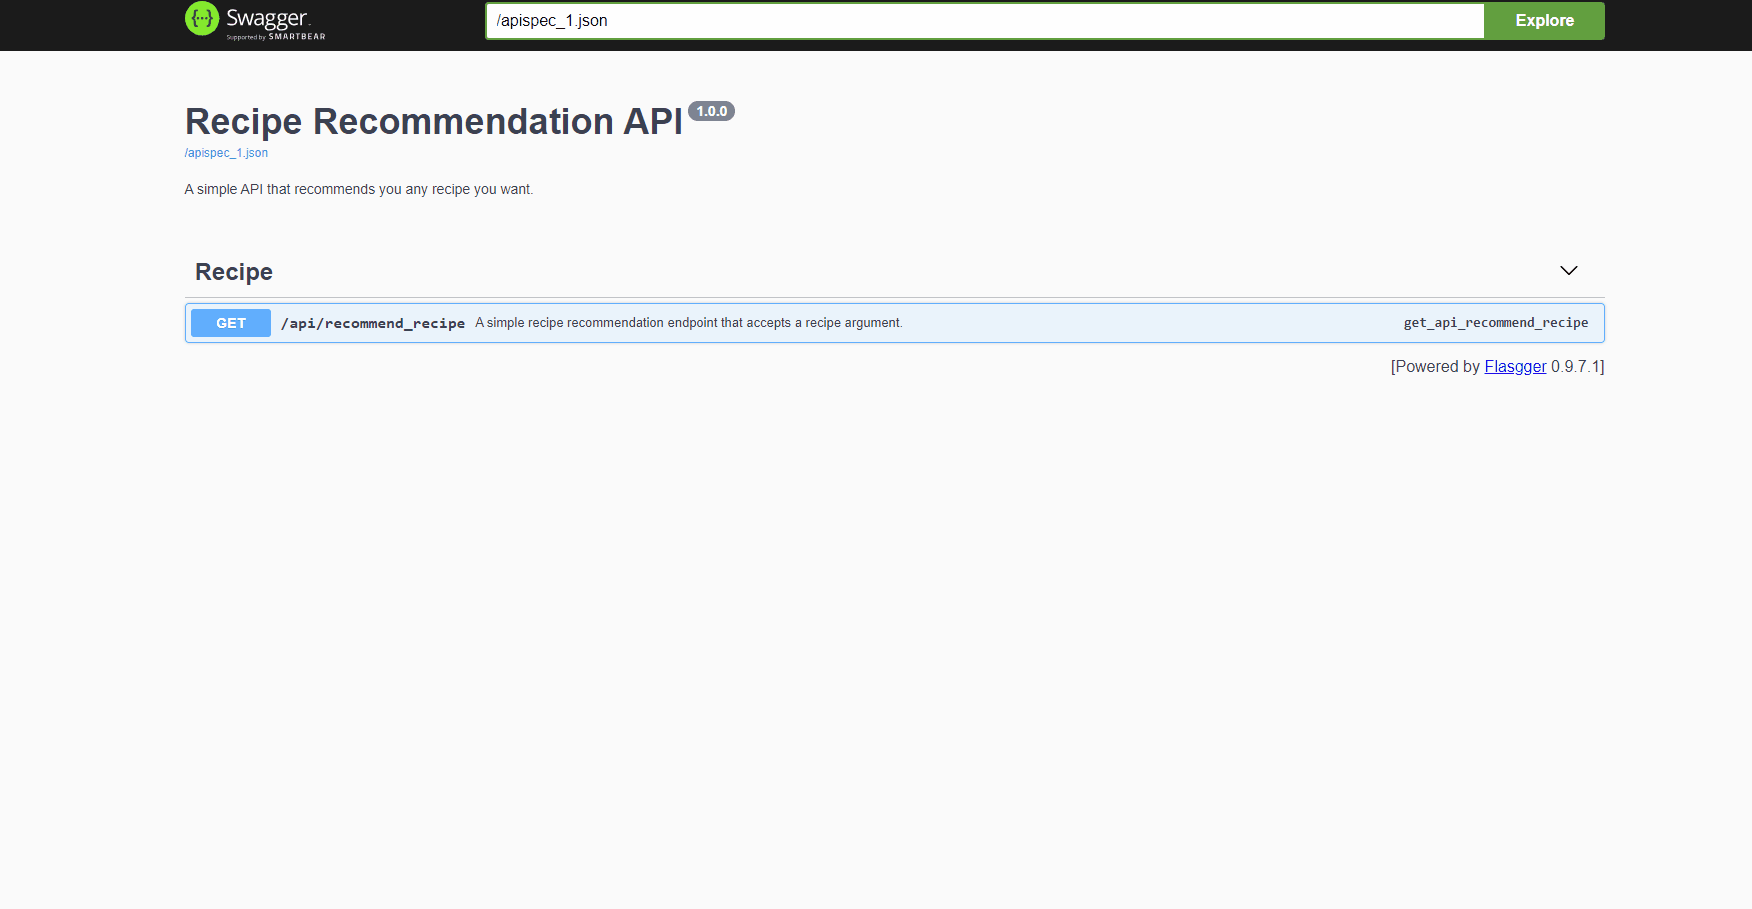 {···} Swagger.
Supported by SMARTBEAR
/apispec_1.json
Explore
Recipe Recommendation API 1.0.0
/apispec_1.json
A simple API that recommends you any recipe you want.
Recipe
GET /api/recommend_recipe A simple recipe recommendation endpoint that accepts a recipe argument. get_api_recommend_recipe
[Powered by Flasgger 0.9.7.1]